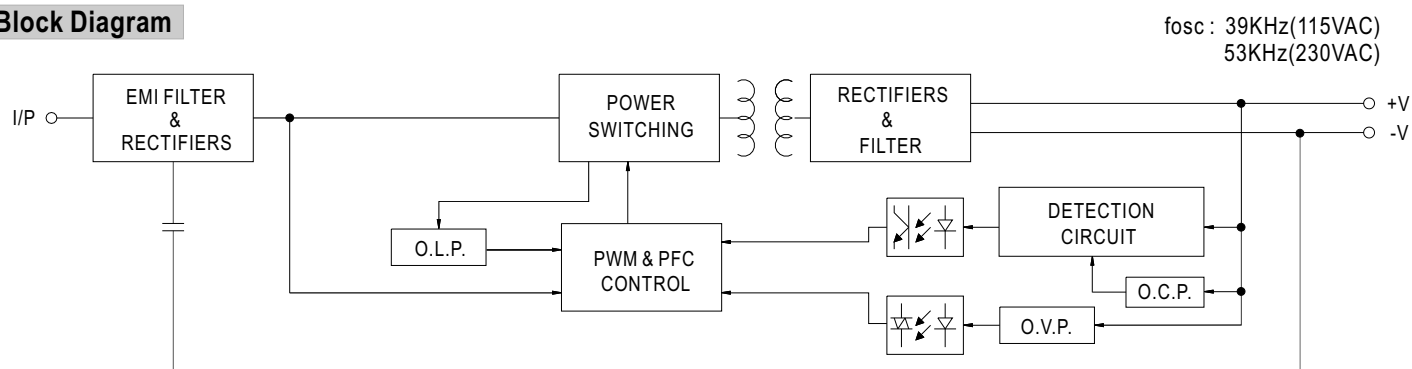 Block Diagram
fosc : 39KHz(115VAC)
53KHz(230VAC)
I/P
EMI FILTER
&
RECTIFIERS
POWER
SWITCHING
RECTIFIERS
&
FILTER
+V
-V
O.L.P.
PWM & PFC
CONTROL
DETECTION
CIRCUIT
O.C.P.
O.V.P.